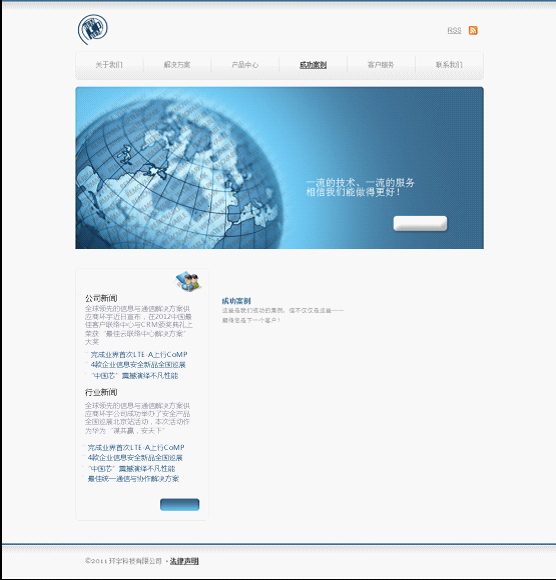 RSS
关于我们 解决方案 产品中心 成功案例 客户服务 联系我们
一流的技术、一流的服务
相信我们能做得更好！
公司新闻
全球领先的信息与通信解决方案供
应商环宇近日宣布，在2012中国最
佳客户联络中心与CRM颁奖典礼上
荣获“最佳云联络中心解决方案”
大奖
完成业界首次LTE-A上行CoMP
4款企业信息安全新品全国巡展
“中国芯”震撼演绎不凡性能
行业新闻
全球领先的信息与通信解决方案供
应商环宇公司成功举办了安全产品
全国巡展北京站活动，本次活动作
为华为“谋共赢，安天下”
完成业界首次LTE-A上行CoMP
4款企业信息安全新品全国巡展
“中国芯”震撼演绎不凡性能
最佳统一通信与协作解决方案
成功案例
这些是我们成功的案例，但不仅仅是这些——
期待您是下一个客户！
©2011 环宇科技有限公司 • 法律声明